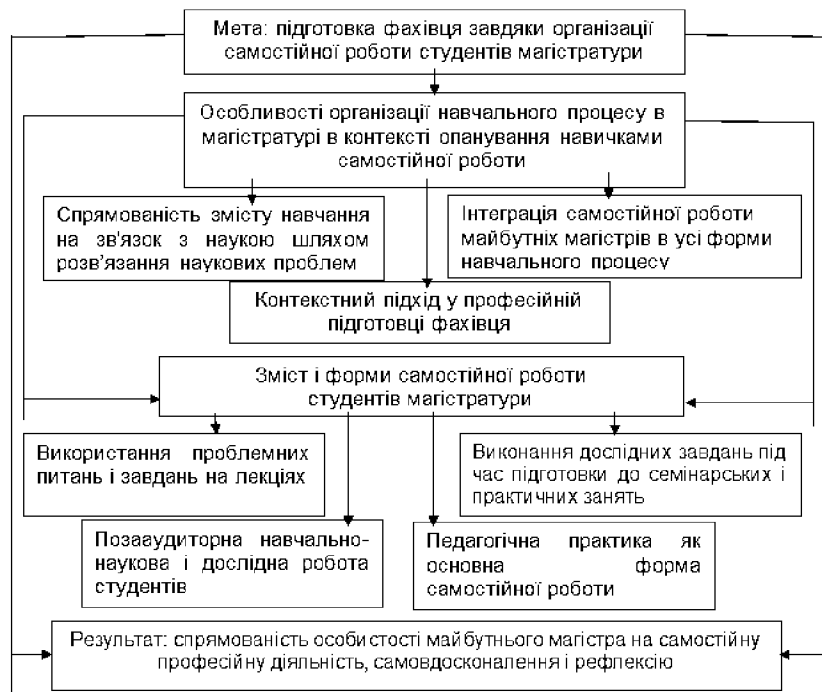 Мета: підготовка фахівця завдяки організації
самостійної роботи студентів магістратури
Особливості організації навчального процесу в
магістратурі в контексті опанування навичками
самостійної роботи
Спрямованість змісту навчання
на зв'язок з наукою шляхом
розв’язання наукових проблем
Інтеграція самостійної роботи
майбутніх магістрів в усі форми
навчального процесу
Контекстний підхід у професійній
підготовці фахівця
Зміст і форми самостійної роботи
студентів магістратури
Використання проблемних
питань і завдань на лекціях
Виконання дослідних завдань під
час підготовки до семінарських і
практичних занять
Позааудиторна навчально-
наукова і дослідна робота
студентів
Педагогічна практика як
основна форма
самостійної роботи
Результат: спрямованість особистості майбутнього магістра на самостійну
професійну діяльність, самовдосконалення і рефлексію